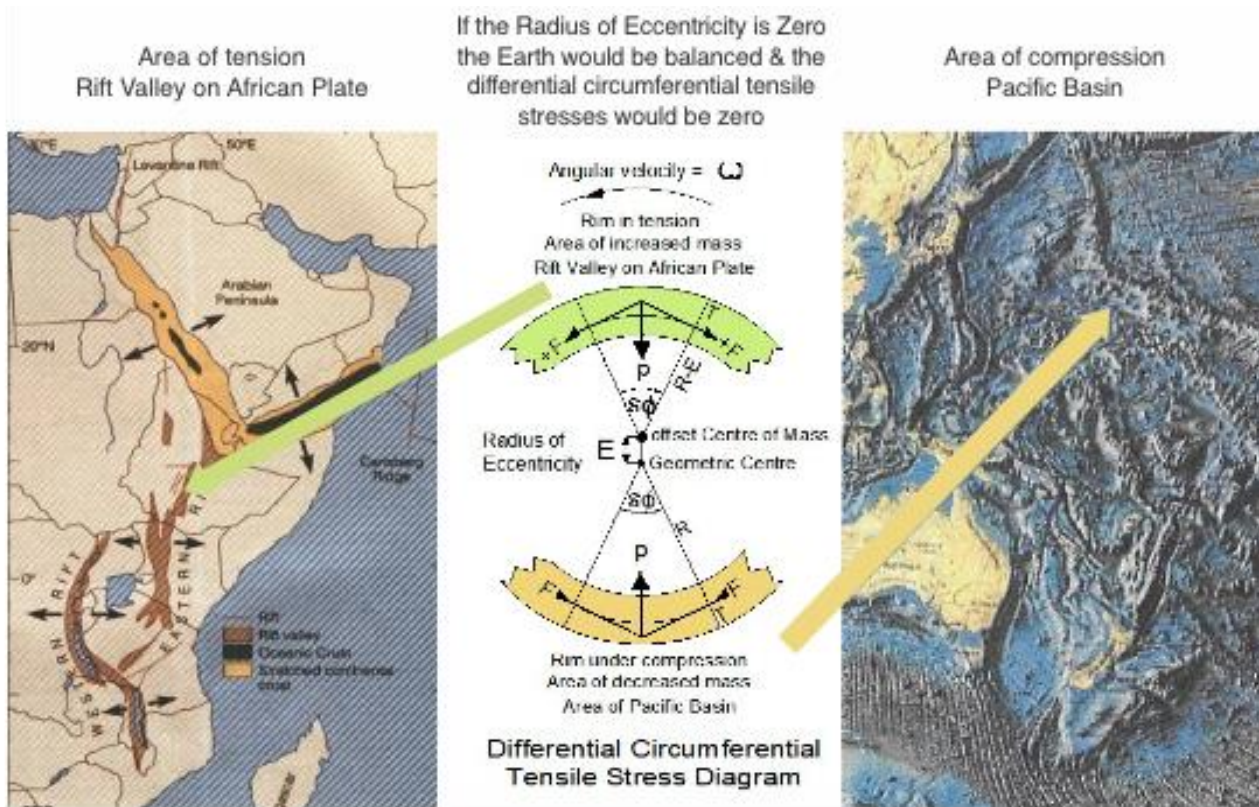 Area of tension
Rift Valley on African Plate
If the Radius of Eccentricity is Zero
the Earth would be balanced & the
differential circumferential tensile
stresses would be zero
Area of compression
Pacific Basin
50°E
Levantine Rift
Arabian
Peninsula
20°N
Carlsberg
Ridge
0°
WESTERN RIFT
EASTERN RI
Rift
Rift valley
Oceanic Crust
Stretched continental
crust
Angular velocity = ω
Rim in tension
Area of increased mass
Rift Valley on African Plate
+F
+F
T
P
R-E
δϕ
Radius of
Eccentricity
E
offset Centre of Mass
Geometric Centre
δϕ
R
P
F
F
T
Rim under compression
Area of decreased mass
Area of Pacific Basin
Differential Circumferential
Tensile Stress Diagram